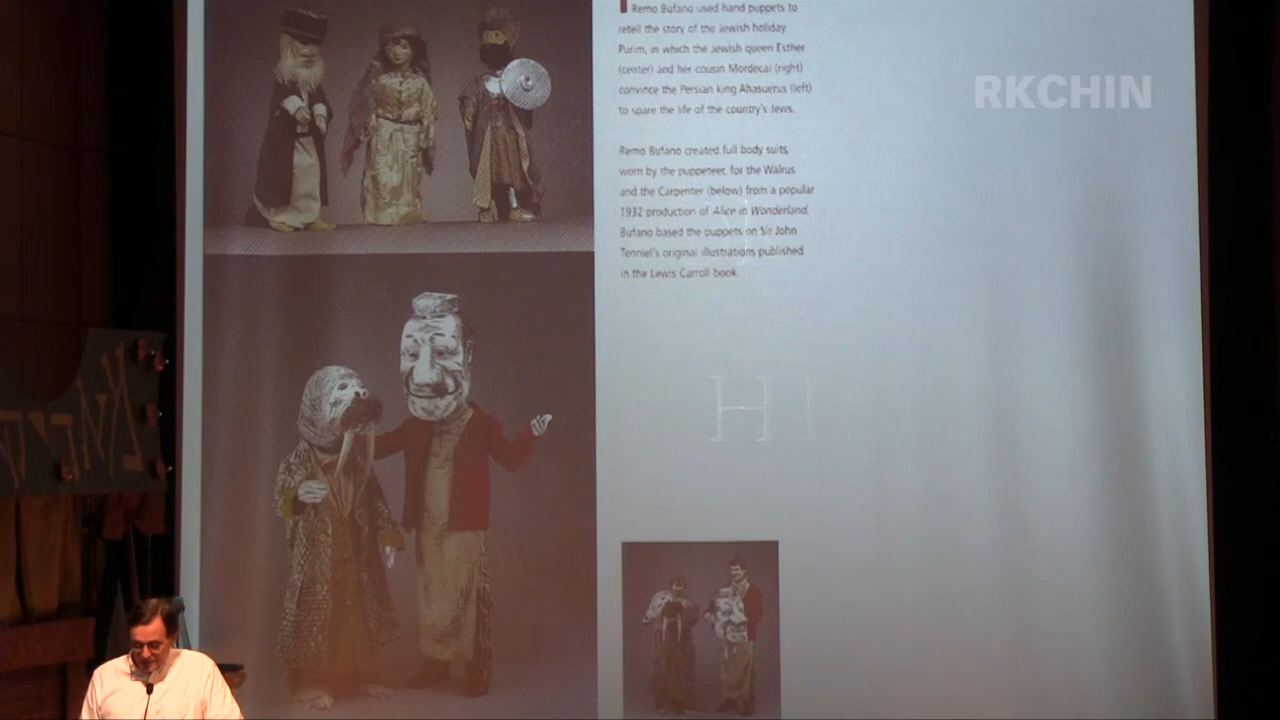 Remo Bufano used hand puppets to
retell the story of the Jewish holiday
Purim, in which the Jewish queen Esther
(center) and her cousin Mordecai (right)
convince the Persian king Ahasuerus (left)
to spare the life of the country's Jews.
RKCHIN
Remo Bufano created full body suits,
worn by the puppeteer, for the Walrus
and the Carpenter (below) from a popular
1932 production of Alice in Wonderland.
Bufano based the puppets on Sir John
Tenniel's original illustrations published
in the Lewis Carroll book.